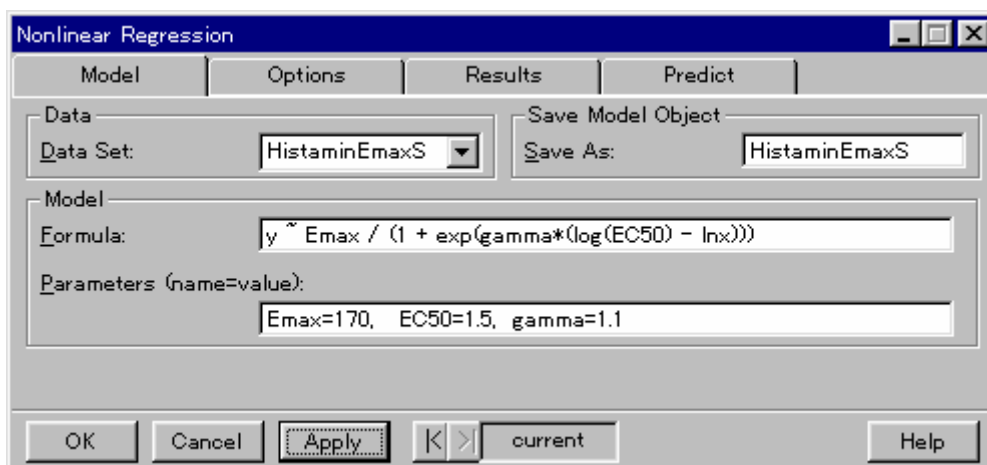 Nonlinear Regression
Model Options Results Predict
Data Save Model Object
Data Set: HistaminEmaxS Save As: HistaminEmaxS
Model
Formula: y ~ Emax / (1 + exp(gamma*(log(EC50) - lnx)))
Parameters (name=value):
Emax=170, EC50=1.5, gamma=1.1
OK Cancel Apply current Help